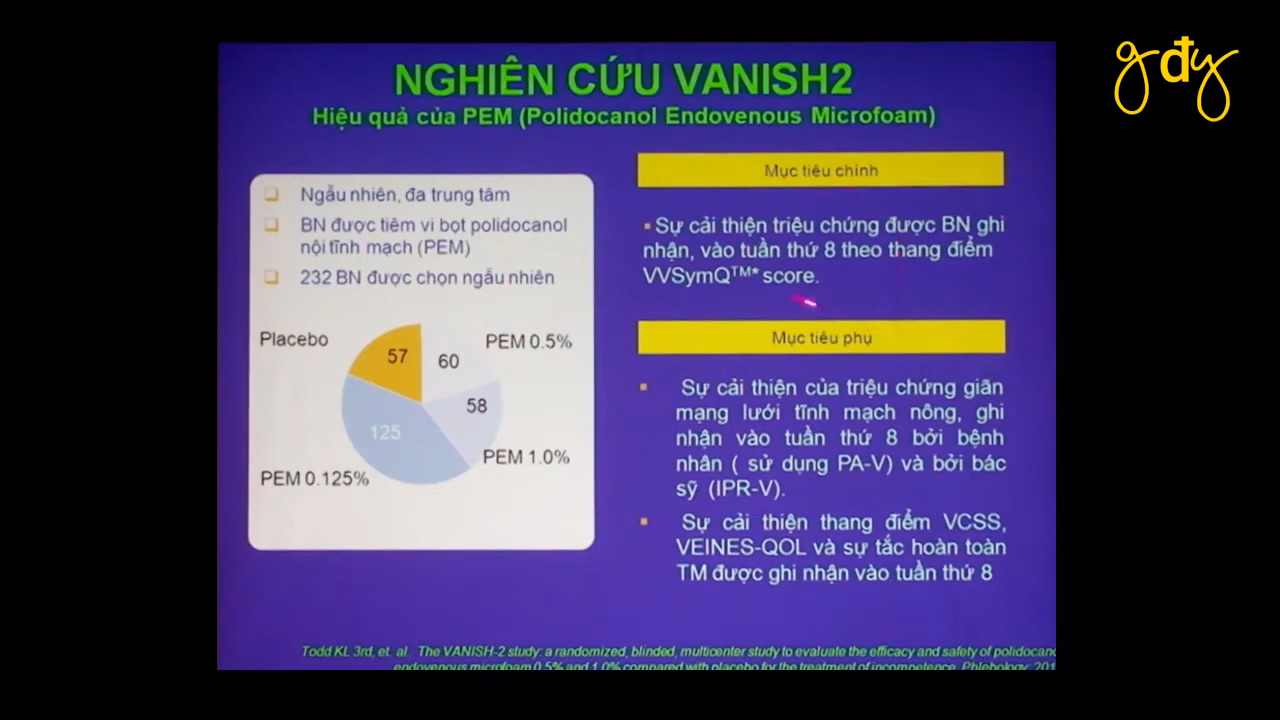 gdy
NGHIÊN CỨU VANISH2
Hiệu quả của PEM (Polidocanol Endovenous Microfoam)
Ngẫu nhiên, đa trung tâm
BN được tiêm vi bọt polidocanol
nội tĩnh mạch (PEM)
232 BN được chọn ngẫu nhiên
Placebo
57
60
PEM 0.5%
58
125
PEM 1.0%
PEM 0.125%
Mục tiêu chính
Sự cải thiện triệu chứng được BN ghi
nhận, vào tuần thứ 8 theo thang điểm
VVSymQ™* score.
Mục tiêu phụ
Sự cải thiện của triệu chứng giãn
mạng lưới tĩnh mạch nông, ghi
nhận vào tuần thứ 8 bởi bệnh
nhân ( sử dụng PA-V) và bởi bác
sỹ (IPR-V).
Sự cải thiện thang điểm VCSS,
VEINES-QOL và sự tắc hoàn toàn
TM được ghi nhận vào tuần thứ 8
Todd KL 3rd, et. al. The VANISH-2 study: a randomized, blinded, multicenter study to evaluate the efficacy and safety of polidocano
endovenous microfoam 0.5% and 1.0% compared with placebo for the treatment of incompetence. Phlebology. 201